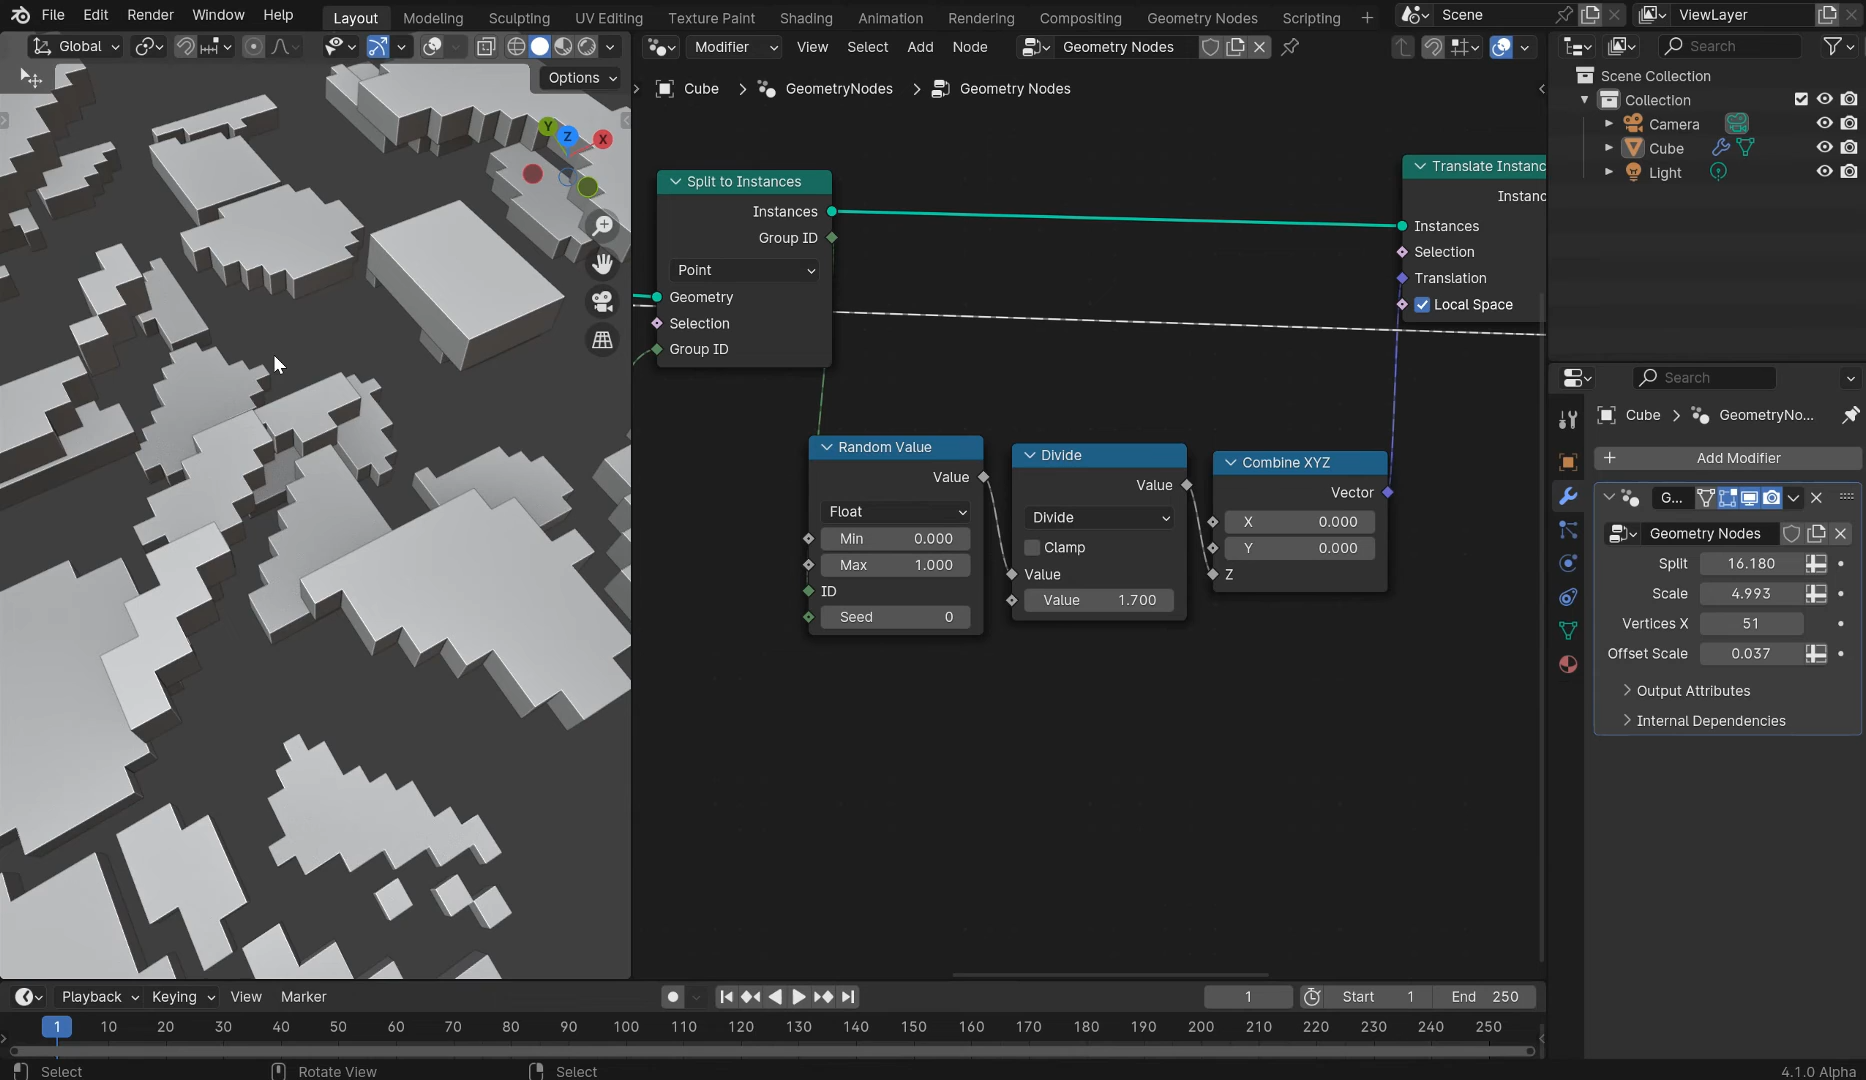 File Edit Render Window Help Layout Modeling Sculpting UV Editing Texture Paint Shading Animation Rendering Compositing Geometry Nodes Scripting + Scene ViewLayer
Global Modifier View Select Add Node Geometry Nodes Search
Options
Cube > GeometryNodes > Geometry Nodes
Y Z X
Scene Collection
Collection
Camera
Cube
Light
Split to Instances
Instances
Group ID
Point
Geometry
Selection
Group ID
Translate Instanc
Instanc
Instances
Selection
Translation
Local Space
Random Value
Value
Float
Min 0.000
Max 1.000
ID
Seed 0
Divide
Value
Divide
Clamp
Value
Value 1.700
Combine XYZ
Vector
X 0.000
Y 0.000
Z
Search
Cube > GeometryNo...
+ Add Modifier
G...
Geometry Nodes
Split 16.180
Scale 4.993
Vertices X 51
Offset Scale 0.037
Output Attributes
Internal Dependencies
Playback Keying View Marker 1 Start 1 End 250
1 10 20 30 40 50 60 70 80 90 100 110 120 130 140 150 160 170 180 190 200 210 220 230 240 250
Select Rotate View Select 4.1.0 Alpha